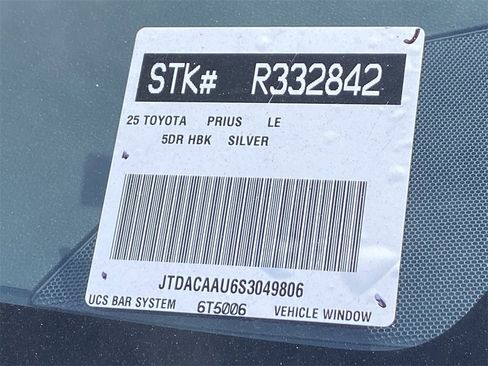 STK# R332842
25 TOYOTA PRIUS LE
5DR HBK SILVER
JTDACAAU6S3049806
UCS BAR SYSTEM 6T5006 VEHICLE WINDOW